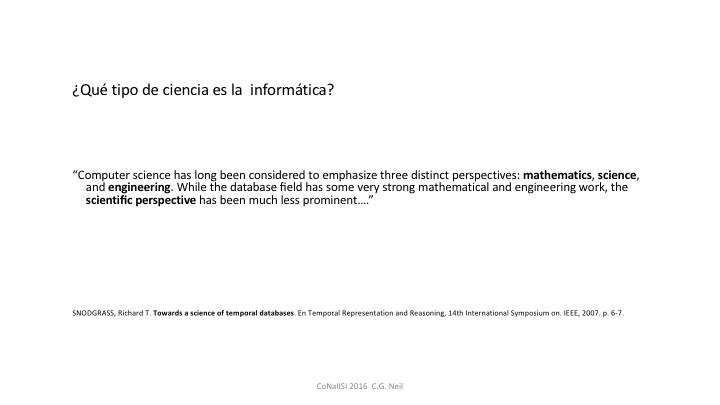 ¿Qué tipo de ciencia es la  informática?
“Computer science has long been considered to emphasize three distinct perspectives: mathematics, science,
and engineering. While the database field has some very strong mathematical and engineering work, the
scientific perspective has been much less prominent….”
SNODGRASS, Richard T. Towards a science of temporal databases. En Temporal Representation and Reasoning, 14th International Symposium on. IEEE, 2007. p. 6-7.
CoNaIISI 2016  C.G. Neil